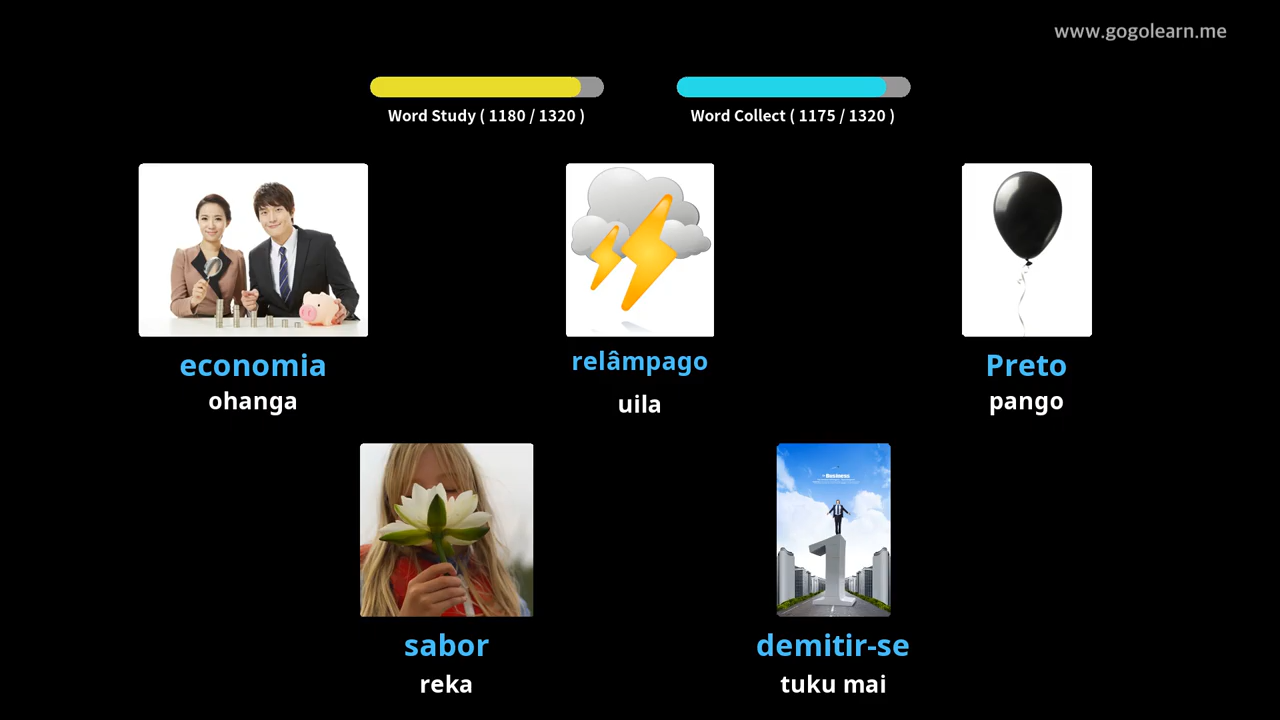 www.gogolearn.me
Word Study ( 1180 / 1320 )
Word Collect ( 1175 / 1320 )
economia
ohanga
relâmpago
uila
Preto
pango
Business
sabor
reka
demitir-se
tuku mai